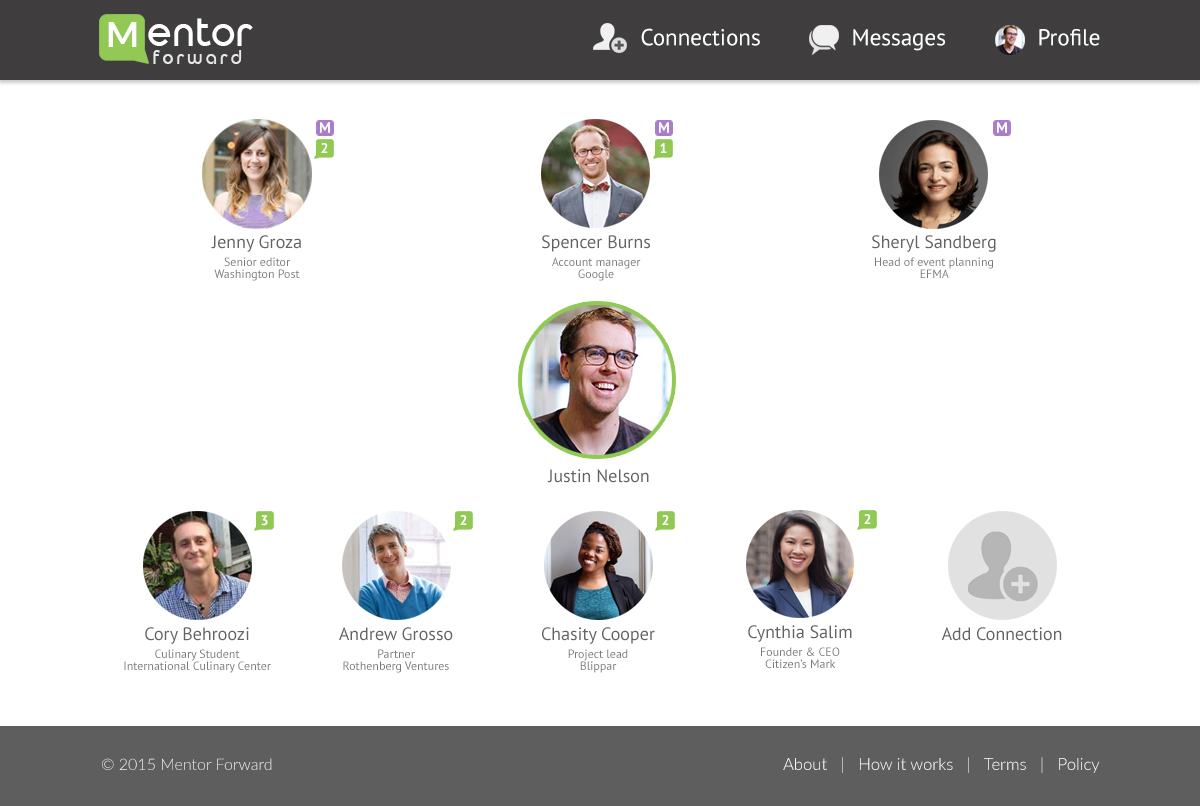 Mentor
forward
Connections
Messages
Profile
M
2
M
1
M
Jenny Groza
Senior editor
Washington Post
Spencer Burns
Account manager
Google
Sheryl Sandberg
Head of event planning
EFMA
Justin Nelson
3
2
2
2
Cory Behroozi
Culinary Student
International Culinary Center
Andrew Grosso
Partner
Rothenberg Ventures
Chasity Cooper
Project lead
Blippar
Cynthia Salim
Founder & CEO
Citizen's Mark
Add Connection
© 2015 Mentor Forward
About | How it works | Terms | Policy